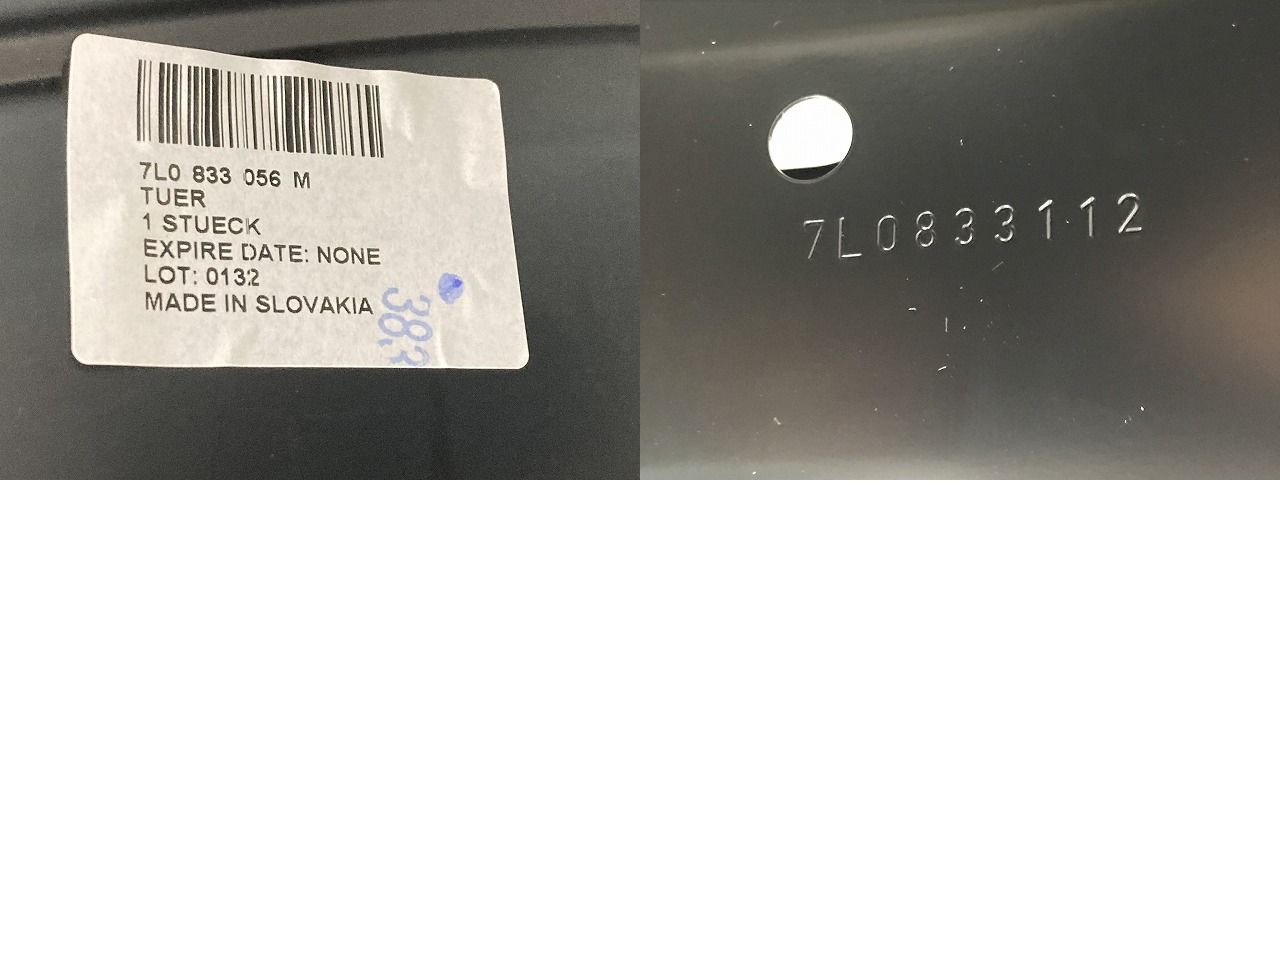 7L0 833 056 M
TUER
1 STUECK
EXPIRE DATE: NONE
LOT: 0132
MADE IN SLOVAKIA
7L0833112